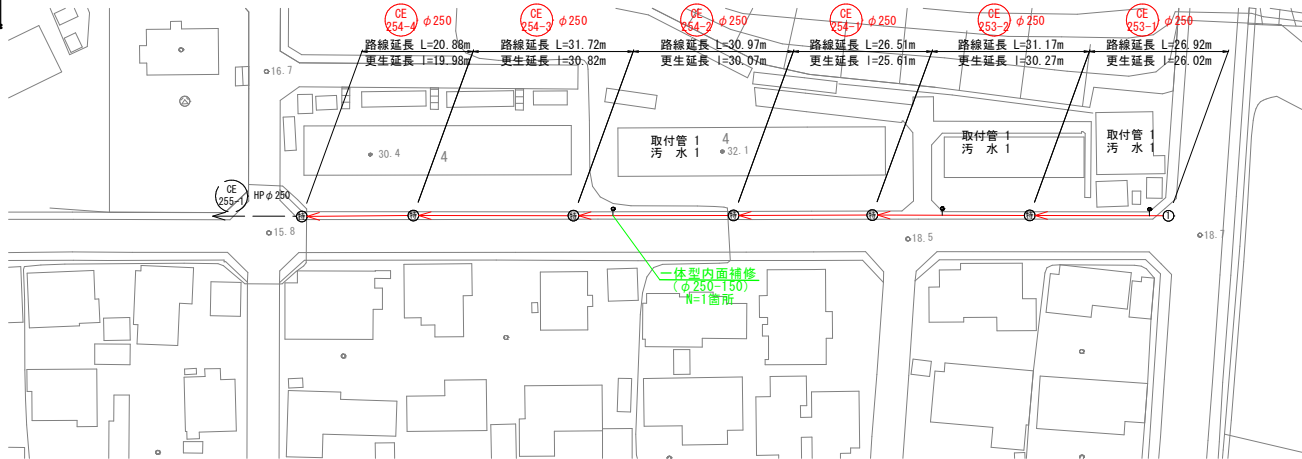 CE
254-4
φ250
CE
254-3
φ250
CE
254-2
φ250
CE
254-1
φ250
CE
253-2
φ250
CE
253-1
φ250
路線延長 L=20.88m
更生延長 l=19.98m
路線延長 L=31.72m
更生延長 l=30.82m
路線延長 L=30.97m
更生延長 l=30.07m
路線延長 L=26.51m
更生延長 l=25.61m
路線延長 L=31.17m
更生延長 l=30.27m
路線延長 L=26.92m
更生延長 l=26.02m
16.7
30.4
4
取付管 1
汚 水 1
4
32.1
取付管 1
汚 水 1
取付管 1
汚 水 1
CE
255-1
HPφ250
特
特
特
特
特
特
1
15.8
18.5
18.7
一体型内面補修
(φ250-150)
N=1箇所